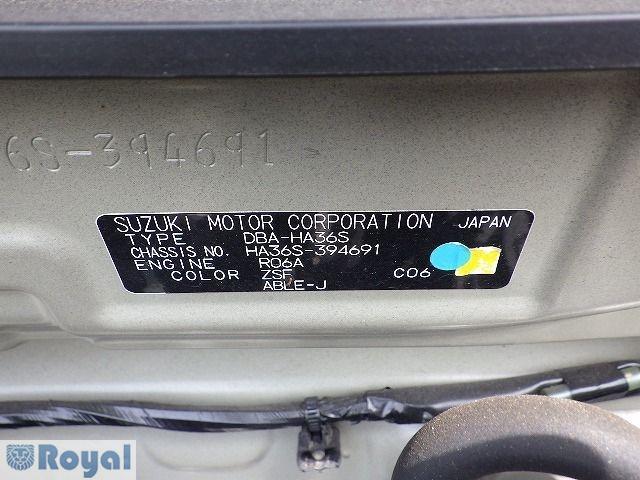 6S-394691
SUZUKI MOTOR CORPORATION JAPAN
TYPE DBA-HA36S
CHASSIS NO. HA36S-394691
ENGINE R06A
COLOR ZSF C06
ABLE-J
Royal